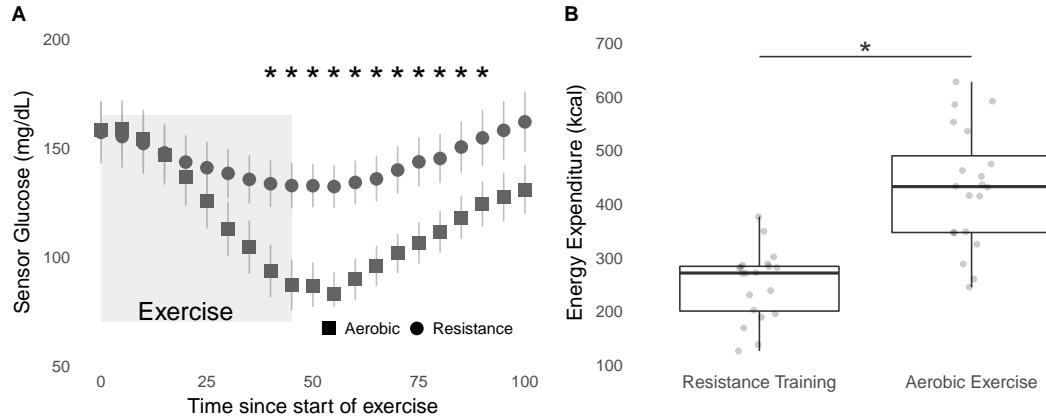 A
Sensor Glucose (mg/dL)
200
150
100
50
* * * * * * * * * * *
Exercise
Aerobic Resistance
0 25 50 75 100
Time since start of exercise
B
Energy Expenditure (kcal)
700
600
500
400
300
200
100
*
Resistance Training Aerobic Exercise